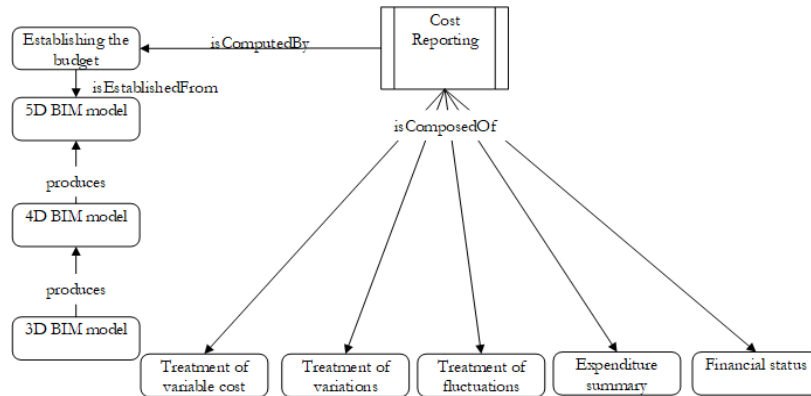 Cost
Reporting
Establishing the
budget
isComputedBy
isEstablishedFrom
5D BIM model
isComposedOf
produces
4D BIM model
produces
3D BIM model
Treatment of
variable cost
Treatment of
variations
Treatment of
fluctuations
Expenditure
summary
Financial status